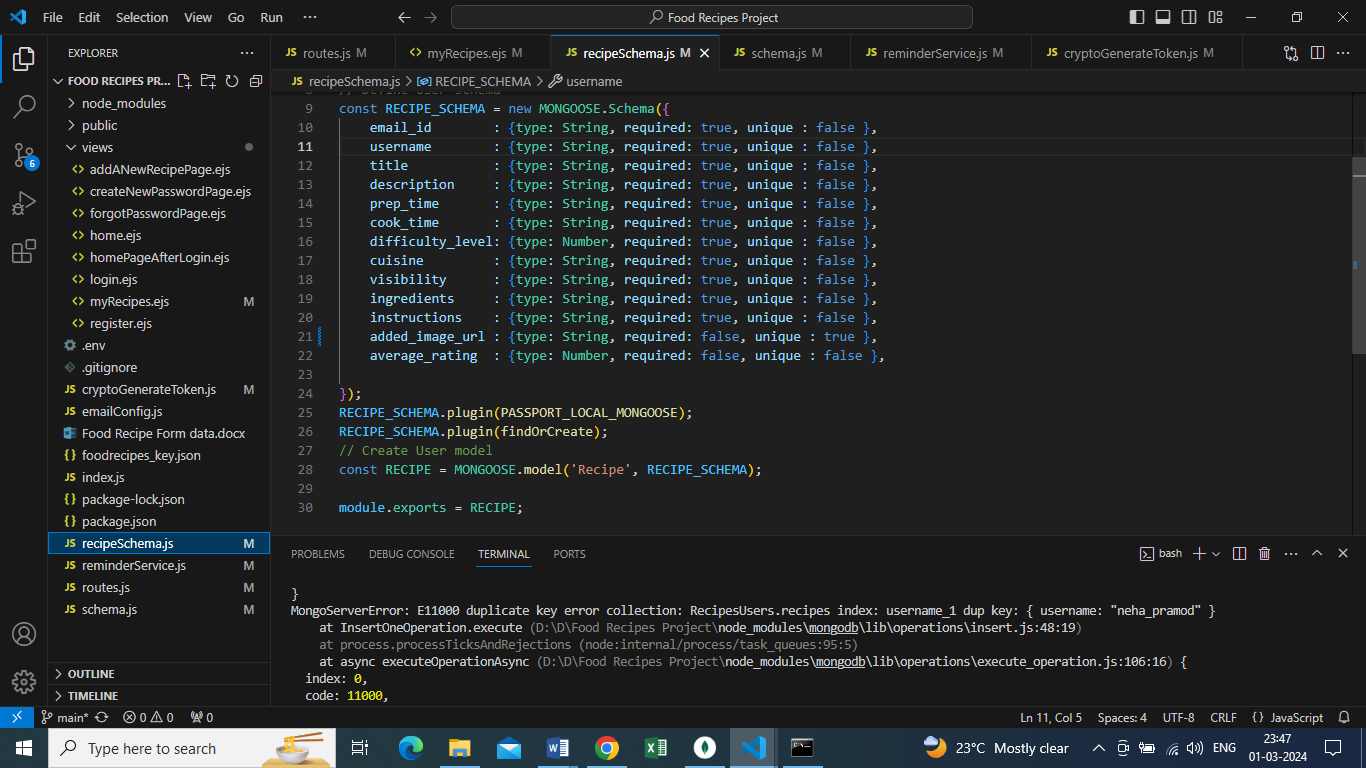 File Edit Selection View Go Run ··· Food Recipes Project
EXPLORER ···
FOOD RECIPES PR...
node_modules
public
views
addANewRecipePage.ejs
createNewPasswordPage.ejs
forgotPasswordPage.ejs
home.ejs
homePageAfterLogin.ejs
login.ejs
myRecipes.ejs M
register.ejs
.env
.gitignore
JS cryptoGenerateToken.js M
JS emailConfig.js
Food Recipe Form data.docx
{} foodrecipes_key.json
JS index.js
{} package-lock.json
{} package.json
JS recipeSchema.js M
JS reminderService.js M
JS routes.js M
JS schema.js M
OUTLINE
TIMELINE
6
JS routes.js M <> myRecipes.ejs M JS recipeSchema.js M JS schema.js M JS reminderService.js M JS cryptoGenerateToken.js M
JS recipeSchema.js > RECIPE_SCHEMA > username
9 const RECIPE_SCHEMA = new MONGOOSE.Schema({
10 email_id : {type: String, required: true, unique : false },
11 username : {type: String, required: true, unique : false },
12 title : {type: String, required: true, unique : false },
13 description : {type: String, required: true, unique : false },
14 prep_time : {type: String, required: true, unique : false },
15 cook_time : {type: String, required: true, unique : false },
16 difficulty_level: {type: Number, required: true, unique : false },
17 cuisine : {type: String, required: true, unique : false },
18 visibility : {type: String, required: true, unique : false },
19 ingredients : {type: String, required: true, unique : false },
20 instructions : {type: String, required: true, unique : false },
21 added_image_url : {type: String, required: false, unique : true },
22 average_rating : {type: Number, required: false, unique : false },
23
24 });
25 RECIPE_SCHEMA.plugin(PASSPORT_LOCAL_MONGOOSE);
26 RECIPE_SCHEMA.plugin(findOrCreate);
27 // Create User model
28 const RECIPE = MONGOOSE.model('Recipe', RECIPE_SCHEMA);
29
30 module.exports = RECIPE;
PROBLEMS DEBUG CONSOLE TERMINAL PORTS bash
}
MongoServerError: E11000 duplicate key error collection: RecipesUsers.recipes index: username_1 dup key: { username: "neha_pramod" }
at InsertOneOperation.execute (D:\D\Food Recipes Project\node_modules\mongodb\lib\operations\insert.js:48:19)
at process.processTicksAndRejections (node:internal/process/task_queues:95:5)
at async executeOperationAsync (D:\D\Food Recipes Project\node_modules\mongodb\lib\operations\execute_operation.js:106:16) {
index: 0,
code: 11000,
main* 0 0 0 Ln 11, Col 5 Spaces: 4 UTF-8 CRLF {} JavaScript
Type here to search 23°C Mostly clear ENG 23:47
01-03-2024